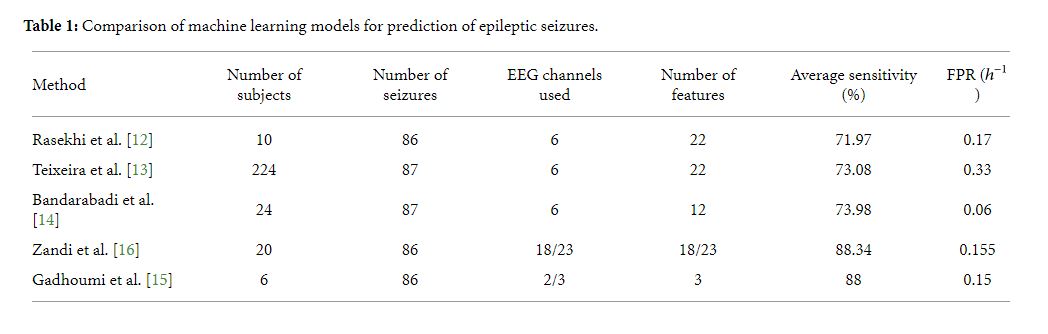 Table 1: Comparison of machine learning models for prediction of epileptic seizures.
Method Number of subjects Number of seizures EEG channels used Number of features Average sensitivity (%) FPR (h⁻¹)
Rasekhi et al. [12] 10 86 6 22 71.97 0.17
Teixeira et al. [13] 224 87 6 22 73.08 0.33
Bandarabadi et al. [14] 24 87 6 12 73.98 0.06
Zandi et al. [16] 20 86 18/23 18/23 88.34 0.155
Gadhoumi et al. [15] 6 86 2/3 3 88 0.15